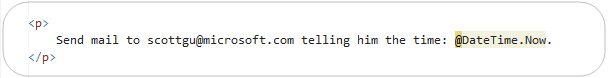 <p>
Send mail to scottgu@microsoft.com telling him the time: @DateTime.Now.
</p>